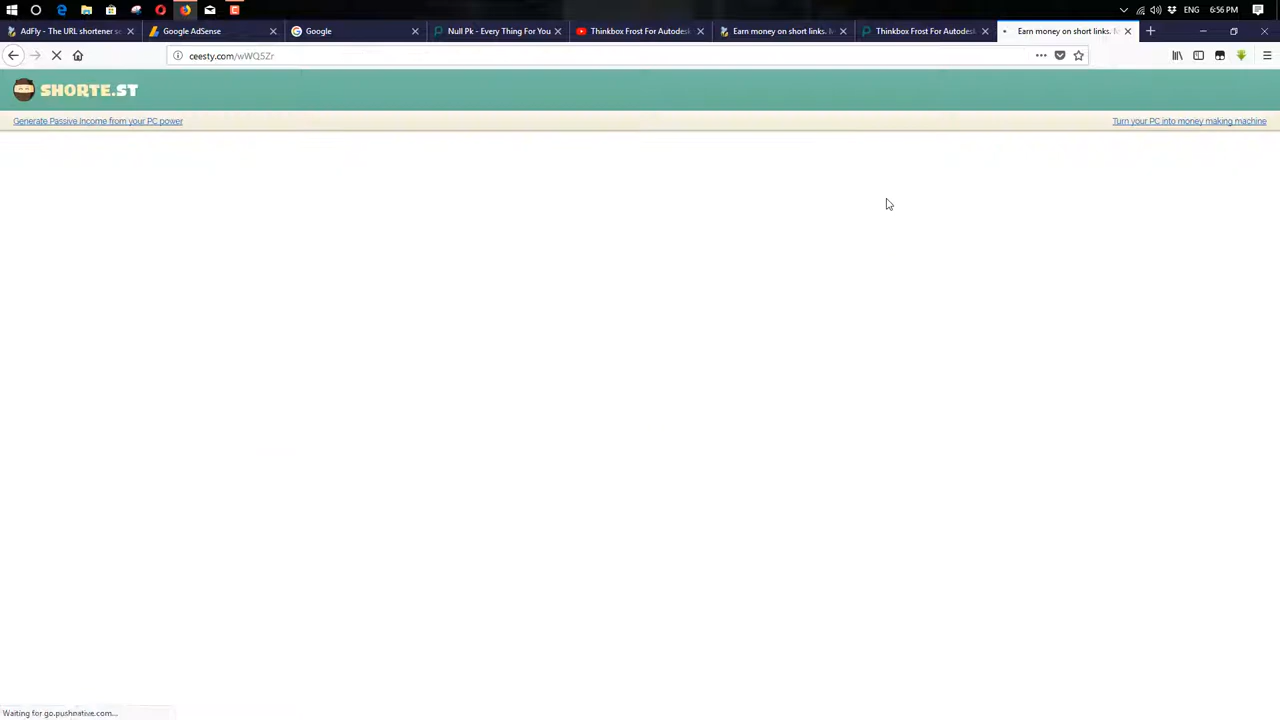 ENG 6:56 PM
AdFly - The URL shortener se
Google AdSense
Google
Null Pk - Every Thing For You
Thinkbox Frost For Autodesk
Earn money on short links. M
Thinkbox Frost For Autodesk
Earn money on short links. M
ceesty.com/wWQ5Zr
SHORTE.ST
Generate Passive Income from your PC power
Turn your PC into money making machine
Waiting for go.pushnative.com...